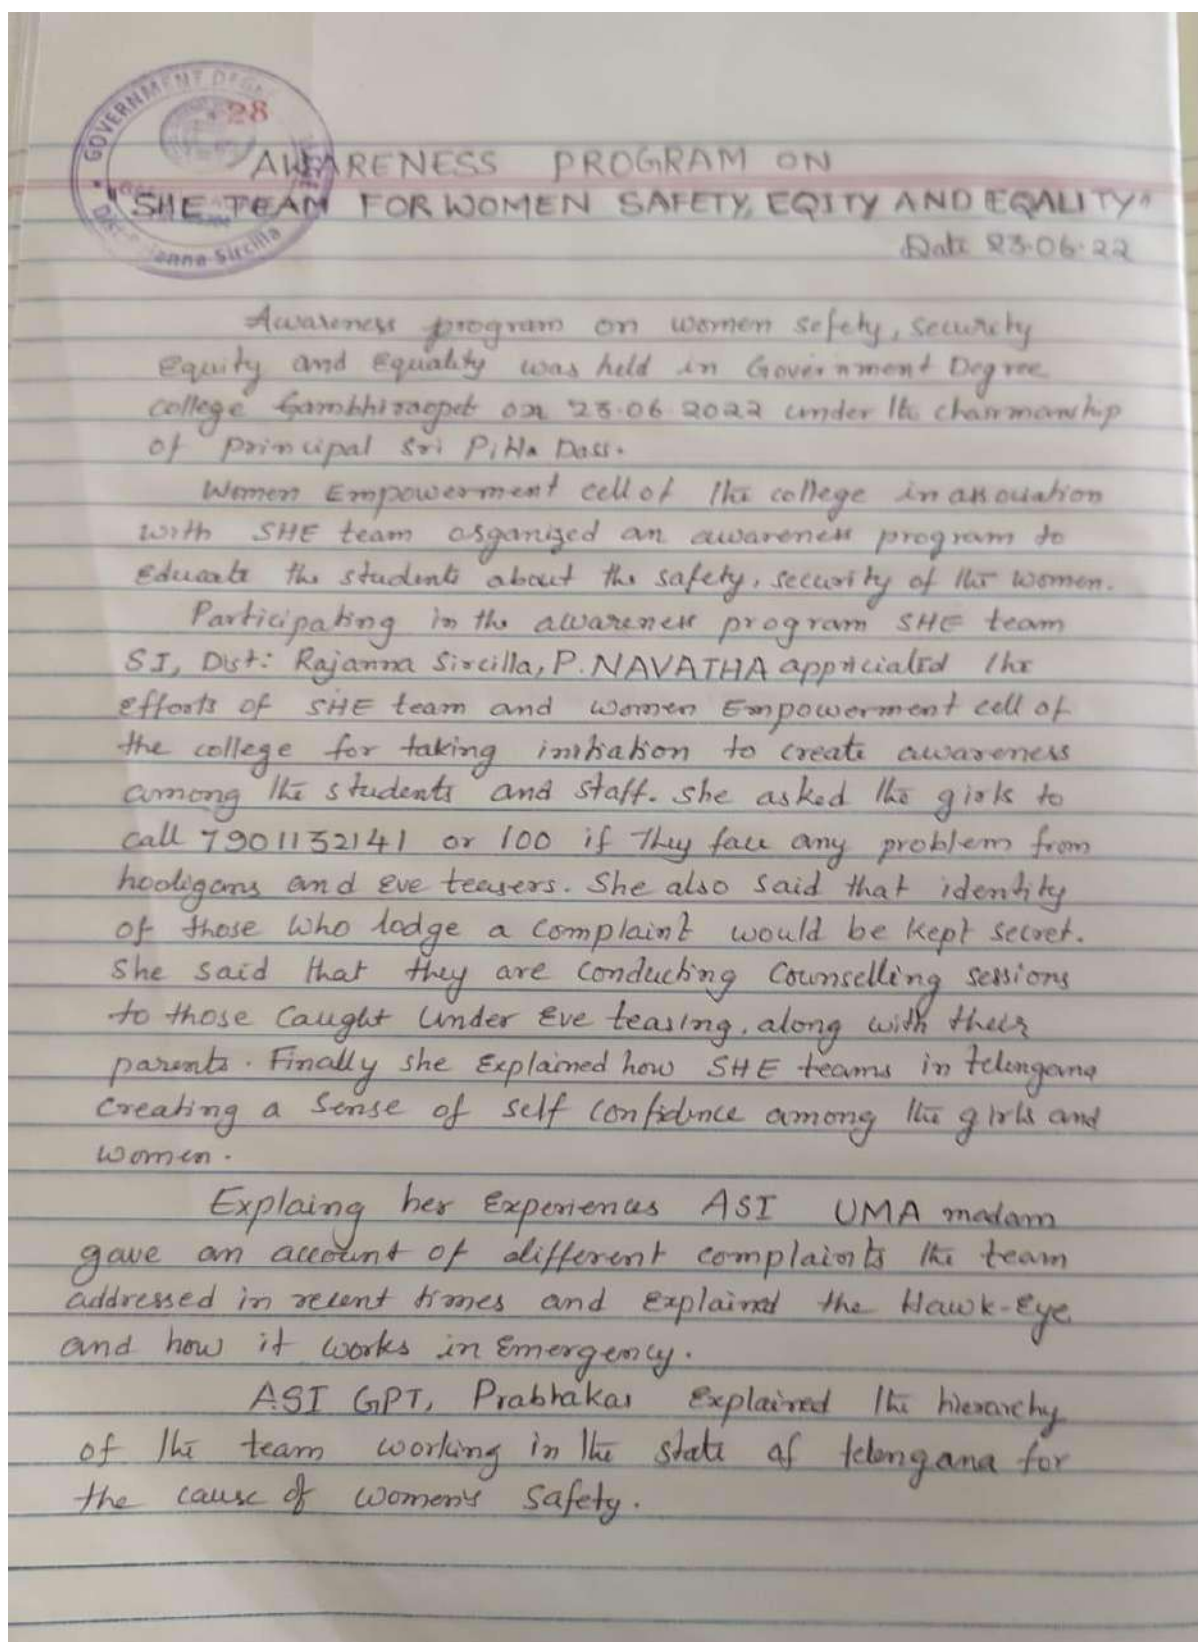 GOVERNMENT DEGR
28
AWARENESS PROGRAM ON
"SHE TEAM FOR WOMEN SAFETY, EQITY AND EQALITY"
Date 23.06.22
Awareness program on women sefety, security
equity and equality was held in Government Degree
college Gambhiraopet on 23.06.2022 under the chairmanship
of principal Sri Pitta Dass.
Women Empowerment cell of the college in association
with SHE team organized an awareness program to
educate the students about the safety, security of the women.
Participating in the awareness program SHE team
SI, Dist: Rajanna Sircilla, P. NAVATHA appriciated the
efforts of SHE team and women Empowerment cell of
the college for taking initiation to create awareness
among the students and staff. She asked the girls to
call 7901132141 or 100 if they face any problem from
hooligans and eve teasers. She also said that identity
of those who lodge a complaint would be kept secret.
She said that they are conducting counselling sessions
to those caught under eve teasing, along with their
parents. Finally she explained how SHE teams in telengana
creating a sense of self confidence among the girls and
women.
Explaing her experiences ASI UMA madam
gave an account of different complaints the team
addressed in recent times and explained the Hawk-Eye
and how it works in emergency.
ASI GPT, Prabhakar explained the hierarchy
of the team working in the state of telengana for
the cause of women's safety.